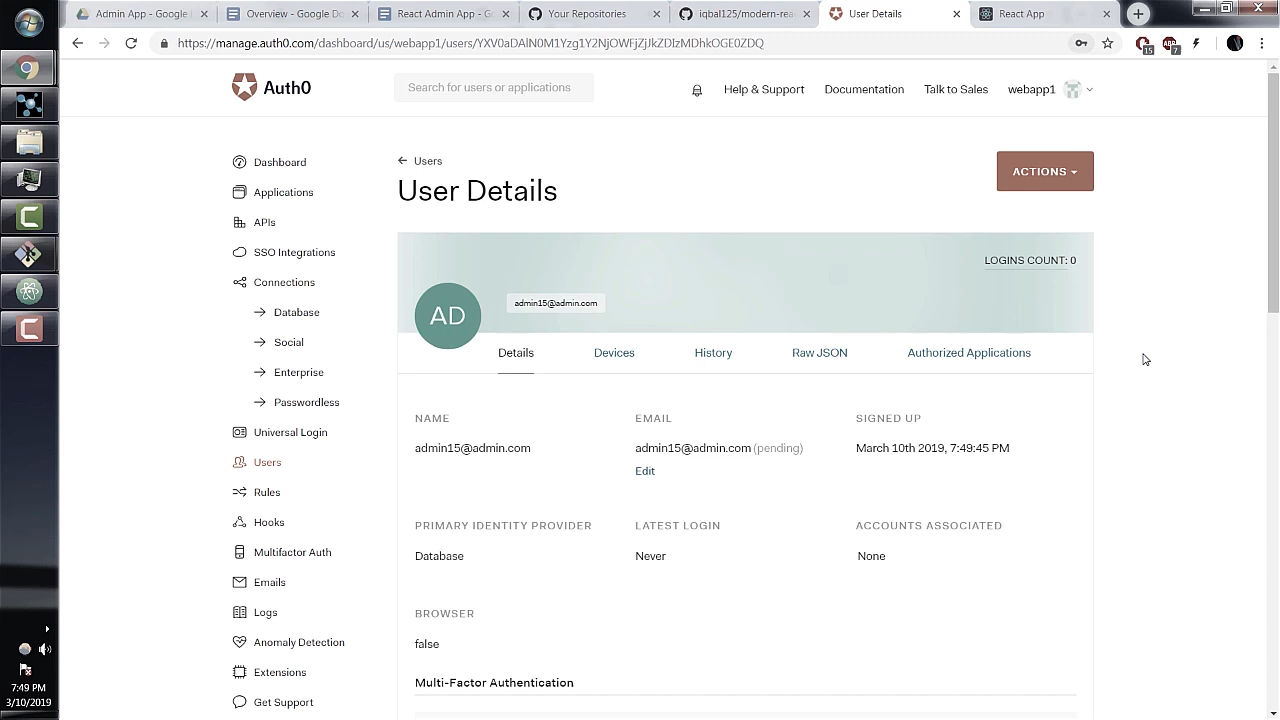 Admin App - Google
Overview - Google Do
React Admin App - G
Your Repositories
iqbal125/modern-rea
User Details
React App
https://manage.auth0.com/dashboard/us/webapp1/users/YXV0aDAlN0M1Yzg1Y2NjOWFjZjJkZDIzMDhkOGE0ZDQ
15
7
Auth0
Search for users or applications
Help & Support
Documentation
Talk to Sales
webapp1
Dashboard
Applications
APIs
SSO Integrations
Connections
Database
Social
Enterprise
Passwordless
Universal Login
Users
Rules
Hooks
Multifactor Auth
Emails
Logs
Anomaly Detection
Extensions
Get Support
Users
User Details
ACTIONS
LOGINS COUNT: 0
AD
admin15@admin.com
Details
Devices
History
Raw JSON
Authorized Applications
NAME
EMAIL
SIGNED UP
admin15@admin.com
admin15@admin.com (pending)
March 10th 2019, 7:49:45 PM
Edit
PRIMARY IDENTITY PROVIDER
LATEST LOGIN
ACCOUNTS ASSOCIATED
Database
Never
None
BROWSER
false
Multi-Factor Authentication
7:49 PM
3/10/2019